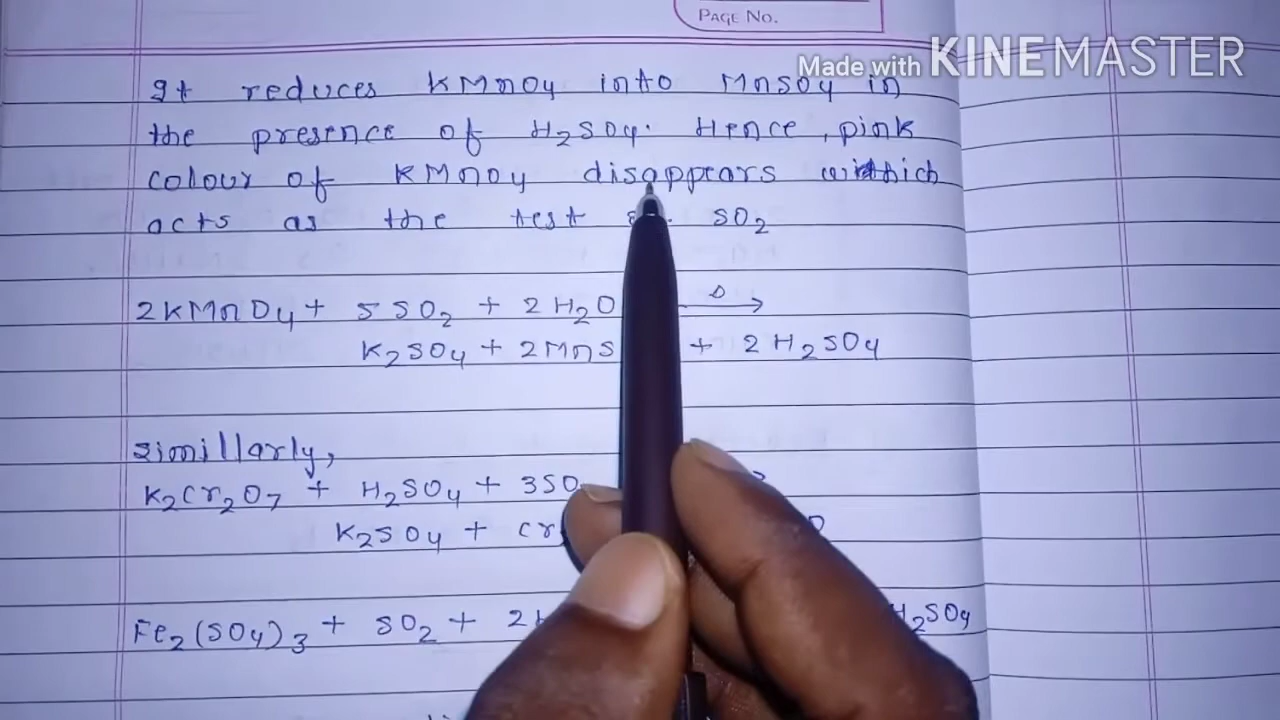 PAGE NO.
Made with KINEMASTER
It reduces KMnO4 into MnSO4 in
the presence of H2SO4. Hence, pink
colour of KMnO4 disappears which
acts as the test SO2
2KMnO4 + 5SO2 + 2H2O Δ→
K2SO4 + 2MnS + 2H2SO4
Simillarly,
K2Cr2O7 + H2SO4 + 3SO
K2SO4 + Cr
Fe2(SO4)3 + SO2 + 2 H2SO4